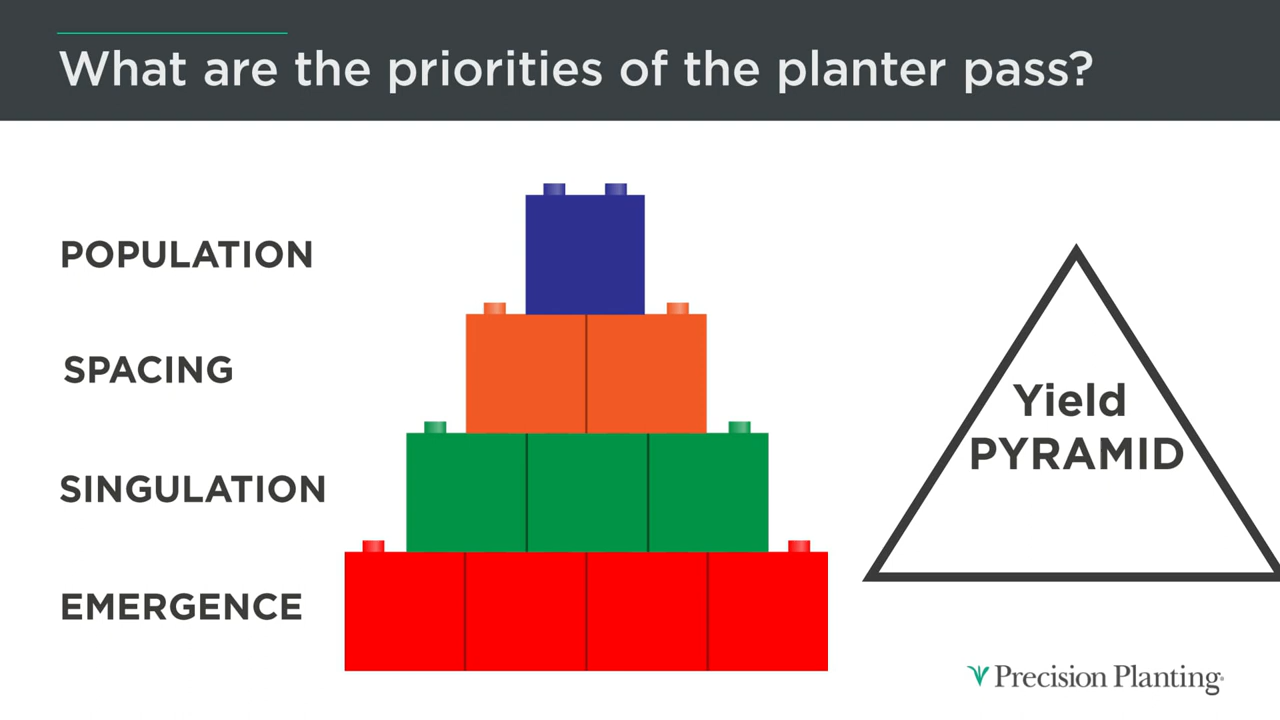 What are the priorities of the planter pass?
POPULATION
SPACING
SINGULATION
EMERGENCE
Yield
PYRAMID
Precision Planting®